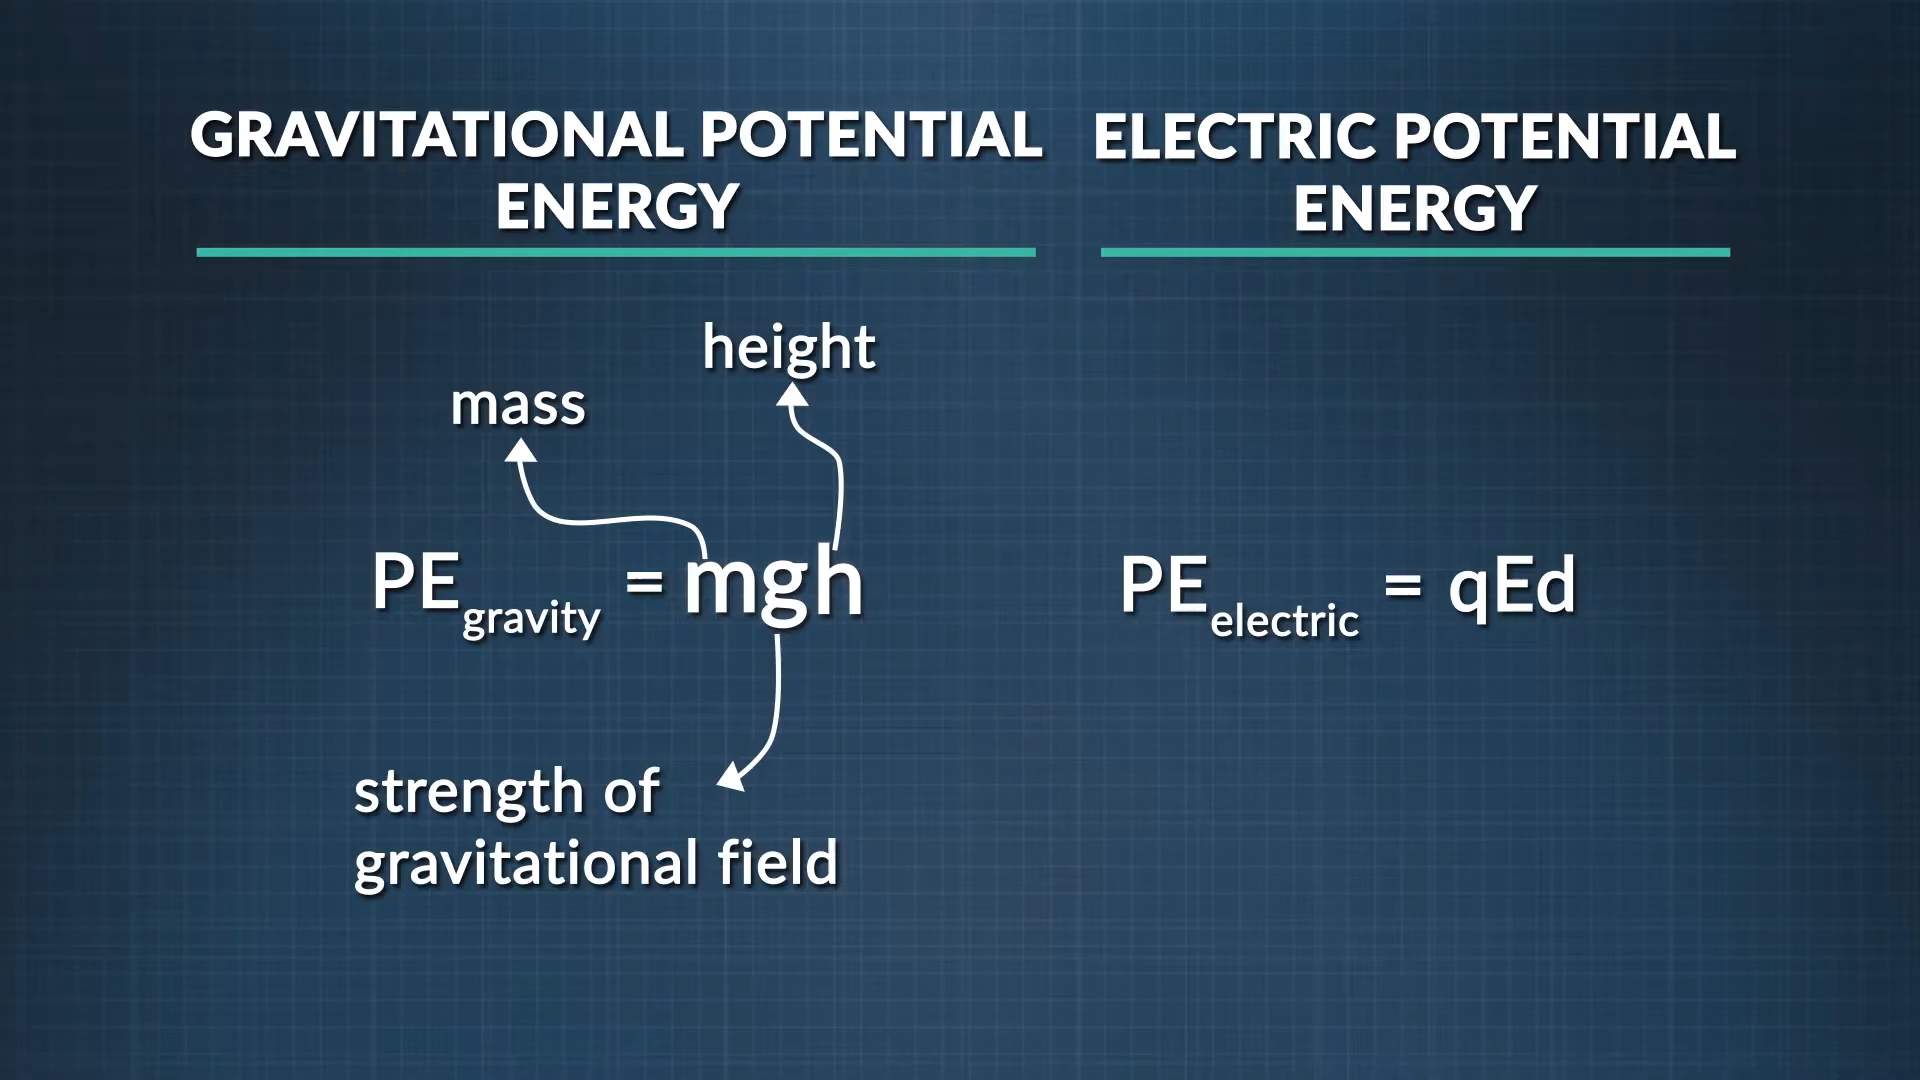 GRAVITATIONAL POTENTIAL
ENERGY
height
mass
PEgravity = mgh
strength of
gravitational field
ELECTRIC POTENTIAL
ENERGY
PEelectric = qEd